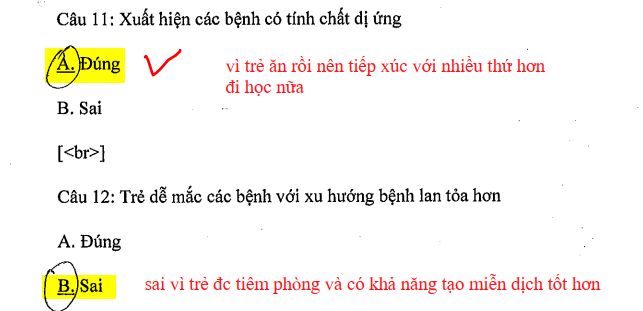 Câu 11: Xuất hiện các bệnh có tính chất dị ứng
A. Đúng
vì trẻ ăn rồi nên tiếp xúc với nhiều thứ hơn
đi học nữa
B. Sai
[<br>]
Câu 12: Trẻ dễ mắc các bệnh với xu hướng bệnh lan tỏa hơn
A. Đúng
B. Sai
sai vì trẻ đc tiêm phòng và có khả năng tạo miễn dịch tốt hơn